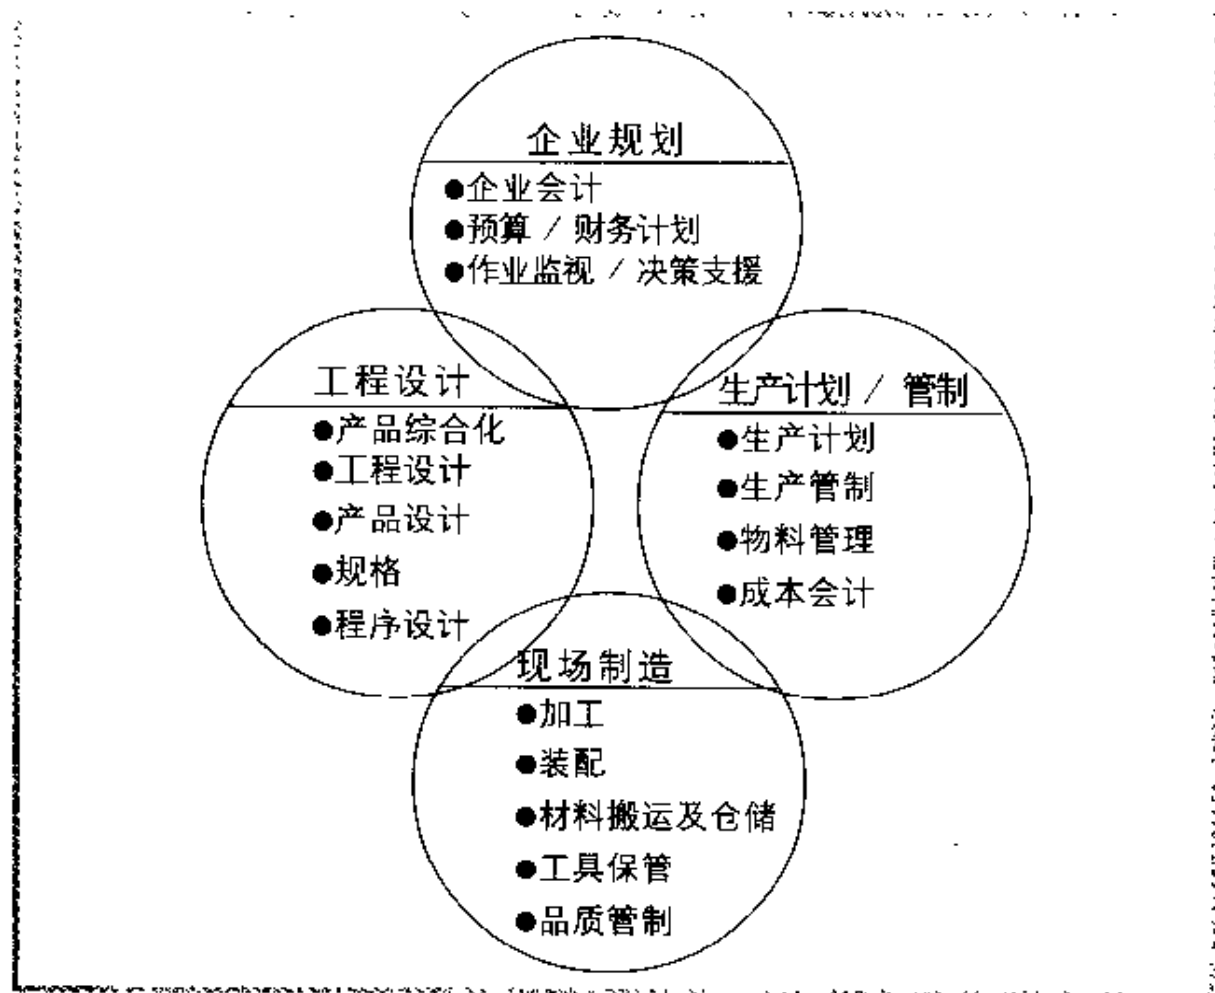 企业规划
●企业会计
●预算 / 财务计划
●作业监视 / 决策支援
工程设计
●产品综合化
●工程设计
●产品设计
●规格
●程序设计
生产计划 / 管制
●生产计划
●生产管制
●物料管理
●成本会计
现场制造
●加工
●装配
●材料搬运及仓储
●工具保管
●品质管制